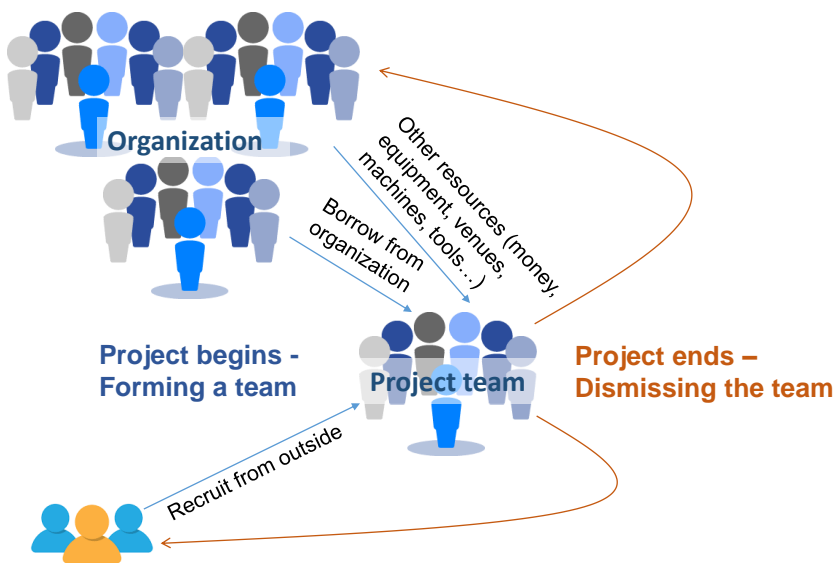 Organization
Other resources (money,
equipment, venues,
machines, tools…)
Borrow from
organization
Project begins -
Forming a team
Project team
Project ends –
Dismissing the team
Recruit from outside